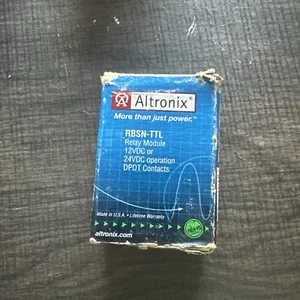 Altronix®
More than just power.™
RBSN-TTL
Relay Module
12VDC or
24VDC operation
DPDT Contacts
Made in U.S.A. • Lifetime Warranty
altronix.com